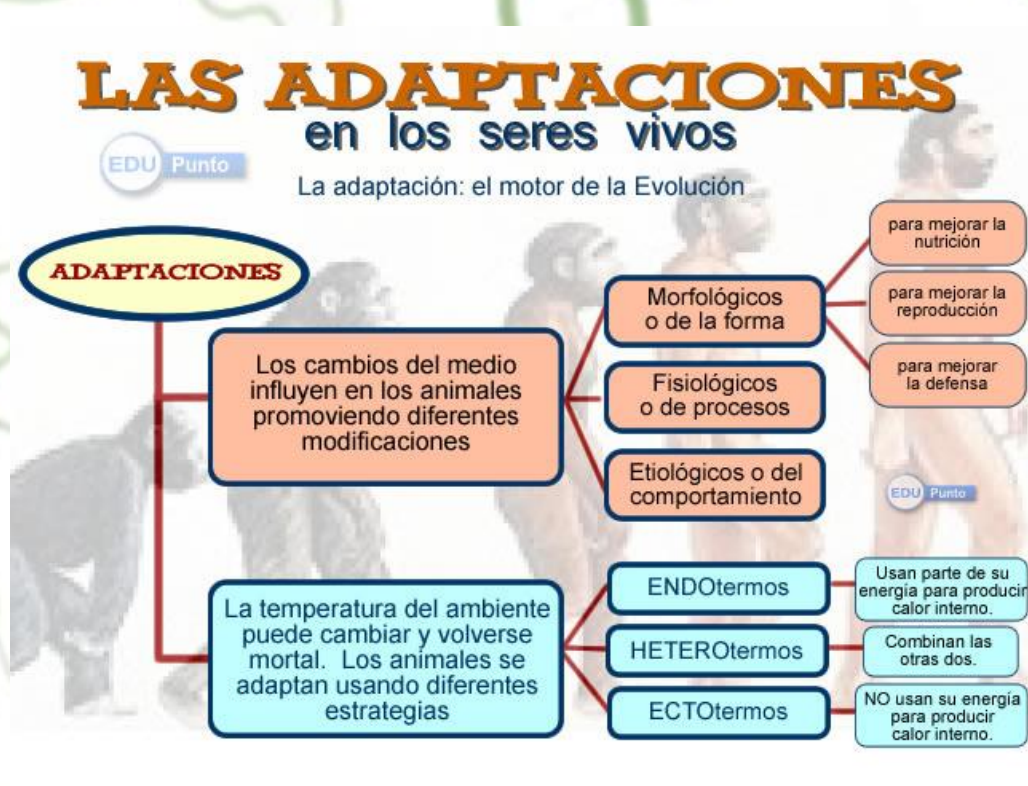 LAS ADAPTACIONES
en los seres vivos
EDU Punto
La adaptación: el motor de la Evolución
ADAPTACIONES
Los cambios del medio
influyen en los animales
promoviendo diferentes
modificaciones
Morfológicos
o de la forma
para mejorar la
nutrición
para mejorar la
reproducción
para mejorar
la defensa
Fisiológicos
o de procesos
Etiológicos o del
comportamiento
EDU Punto
La temperatura del ambiente
puede cambiar y volverse
mortal. Los animales se
adaptan usando diferentes
estrategias
ENDOtermos
Usan parte de su
energía para producir
calor interno.
HETEROtermos
Combinan las
otras dos.
ECTOtermos
NO usan su energía
para producir
calor interno.